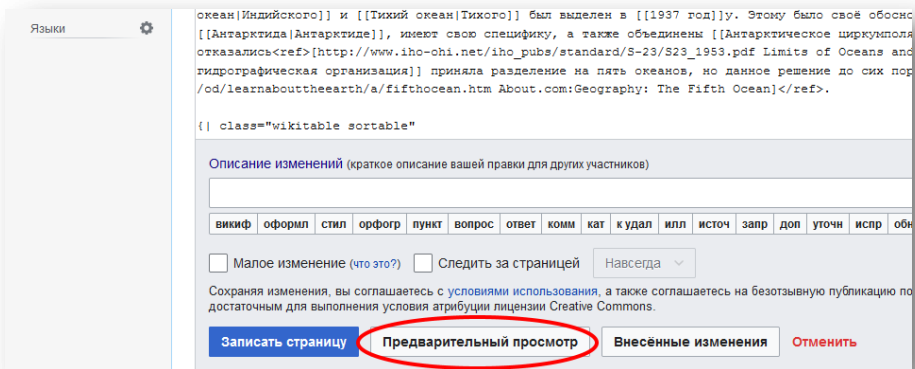 океан|Индийского]] и [[Тихий океан|Тихого]] был выделен в [[1937 год]]у. Этому было своё обосно
Языки
[[Антарктида|Антарктиде]], имеют свою специфику, а также объединены [[Антарктическое циркумполя
отказались<ref>[http://www.iho-ohi.net/iho_pubs/standard/S-23/S23_1953.pdf Limits of Oceans and
гидрографическая организация]] приняла разделение на пять океанов, но данное решение до сих пор
/od/learnabouttheearth/a/fifthocean.htm About.com:Geography: The Fifth Ocean]</ref>.
{| class="wikitable sortable"
Описание изменений (краткое описание вашей правки для других участников)
викиф оформл стил орфогр пункт вопрос ответ комм кат к удал илл источ запр доп уточн испр обн
Малое изменение (что это?) Следить за страницей Навсегда
Сохраняя изменения, вы соглашаетесь с условиями использования, а также соглашаетесь на безотзывную публикацию по
достаточным для выполнения условия атрибуции лицензии Creative Commons.
Записать страницу Предварительный просмотр Внесённые изменения Отменить